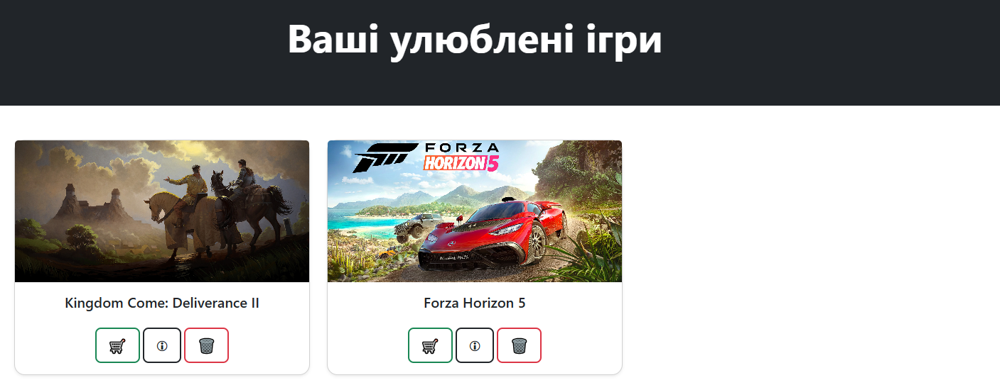 Ваші улюблені ігри
FORZA
HORIZON 5
Kingdom Come: Deliverance II
Forza Horizon 5